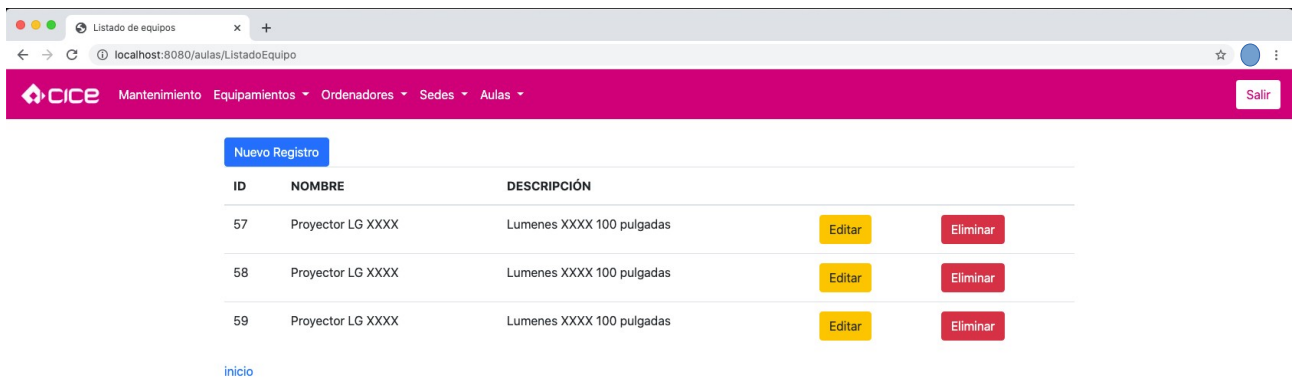 Listado de equipos
localhost:8080/aulas/ListadoEquipo
CICE Mantenimiento Equipamientos Ordenadores Sedes Aulas Salir
Nuevo Registro
ID NOMBRE DESCRIPCIÓN
57 Proyector LG XXXX Lumenes XXXX 100 pulgadas Editar Eliminar
58 Proyector LG XXXX Lumenes XXXX 100 pulgadas Editar Eliminar
59 Proyector LG XXXX Lumenes XXXX 100 pulgadas Editar Eliminar
inicio